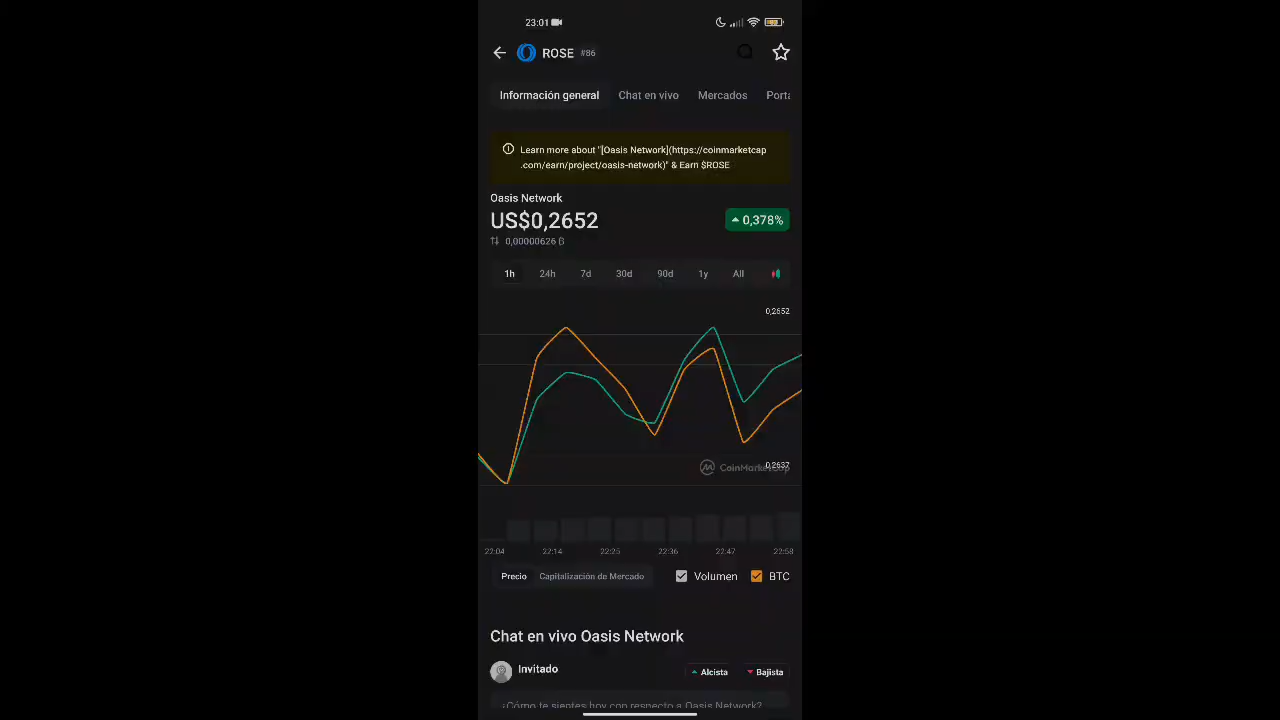 23:01
ROSE #86
Información general Chat en vivo Mercados Porta
Learn more about "[Oasis Network](https://coinmarketcap
.com/earn/project/oasis-network)" & Earn $ROSE
Oasis Network
US$0,2652
0,378%
0,00000626 ₿
1h 24h 7d 30d 90d 1y All
0,2652
CoinMarketCap
0,2637
22:04 22:14 22:25 22:36 22:47 22:58
Precio Capitalización de Mercado Volumen BTC
Chat en vivo Oasis Network
Invitado Alcista Bajista
¿Cómo te sientes hoy con respecto a Oasis Network?